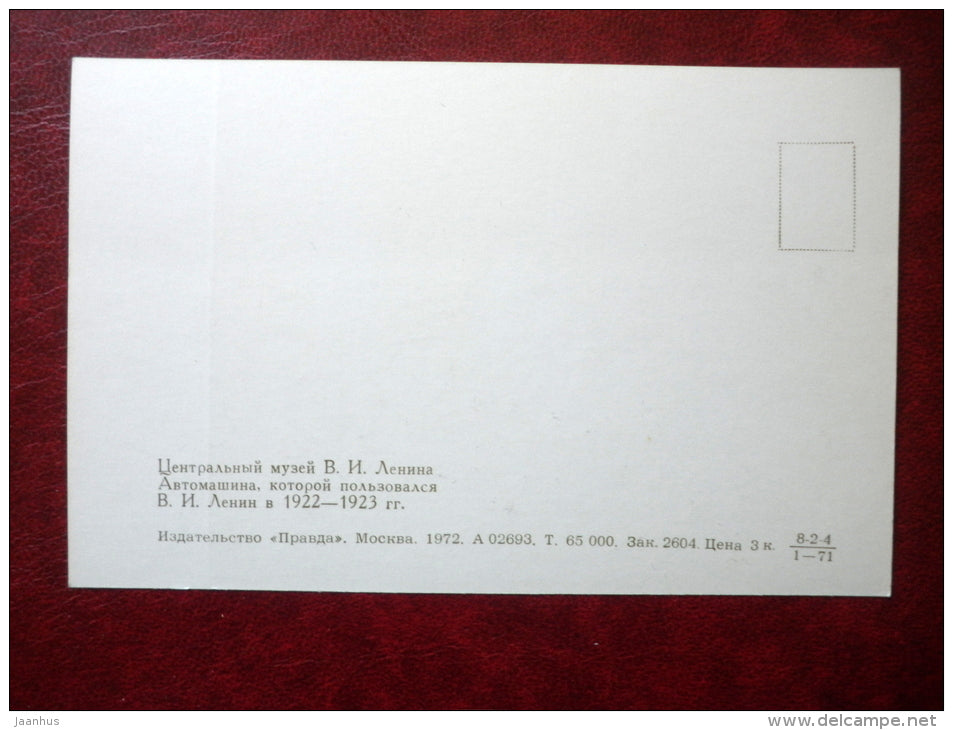 Центральный музей В. И. Ленина
Автомашина, которой пользовался
В. И. Ленин в 1922—1923 гг.
Издательство «Правда». Москва. 1972. А 02693. Т. 65 000. Зак. 2604. Цена 3 к. 8-2-4
1—71
jaanhus
www.delcampe.net